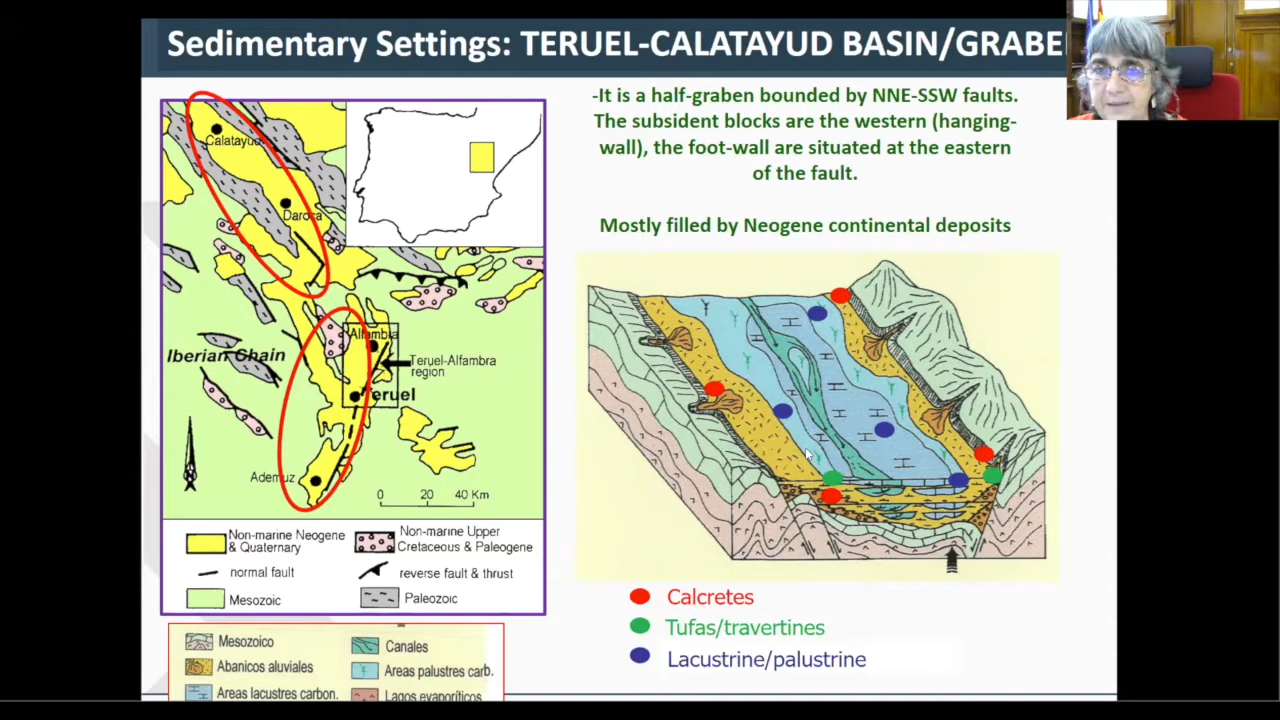 Sedimentary Settings: TERUEL-CALATAYUD BASIN/GRABE
-It is a half-graben bounded by NNE-SSW faults.
The subsident blocks are the western (hanging-
wall), the foot-wall are situated at the eastern
of the fault.
Mostly filled by Neogene continental deposits
Calatayud
Daroca
Iberian Chain
Alfambra
Teruel-Alfambra
region
Teruel
Ademuz
0 20 40 Km
Non-marine Neogene
& Quaternary
Non-marine Upper
Cretaceous & Paleogene
normal fault
reverse fault & thrust
Mesozoic
Paleozoic
Mesozoico
Canales
Abanicos aluviales
Areas palustres carb.
Areas lacustres carbon.
Lagos evaporíticos
Calcretes
Tufas/travertines
Lacustrine/palustrine